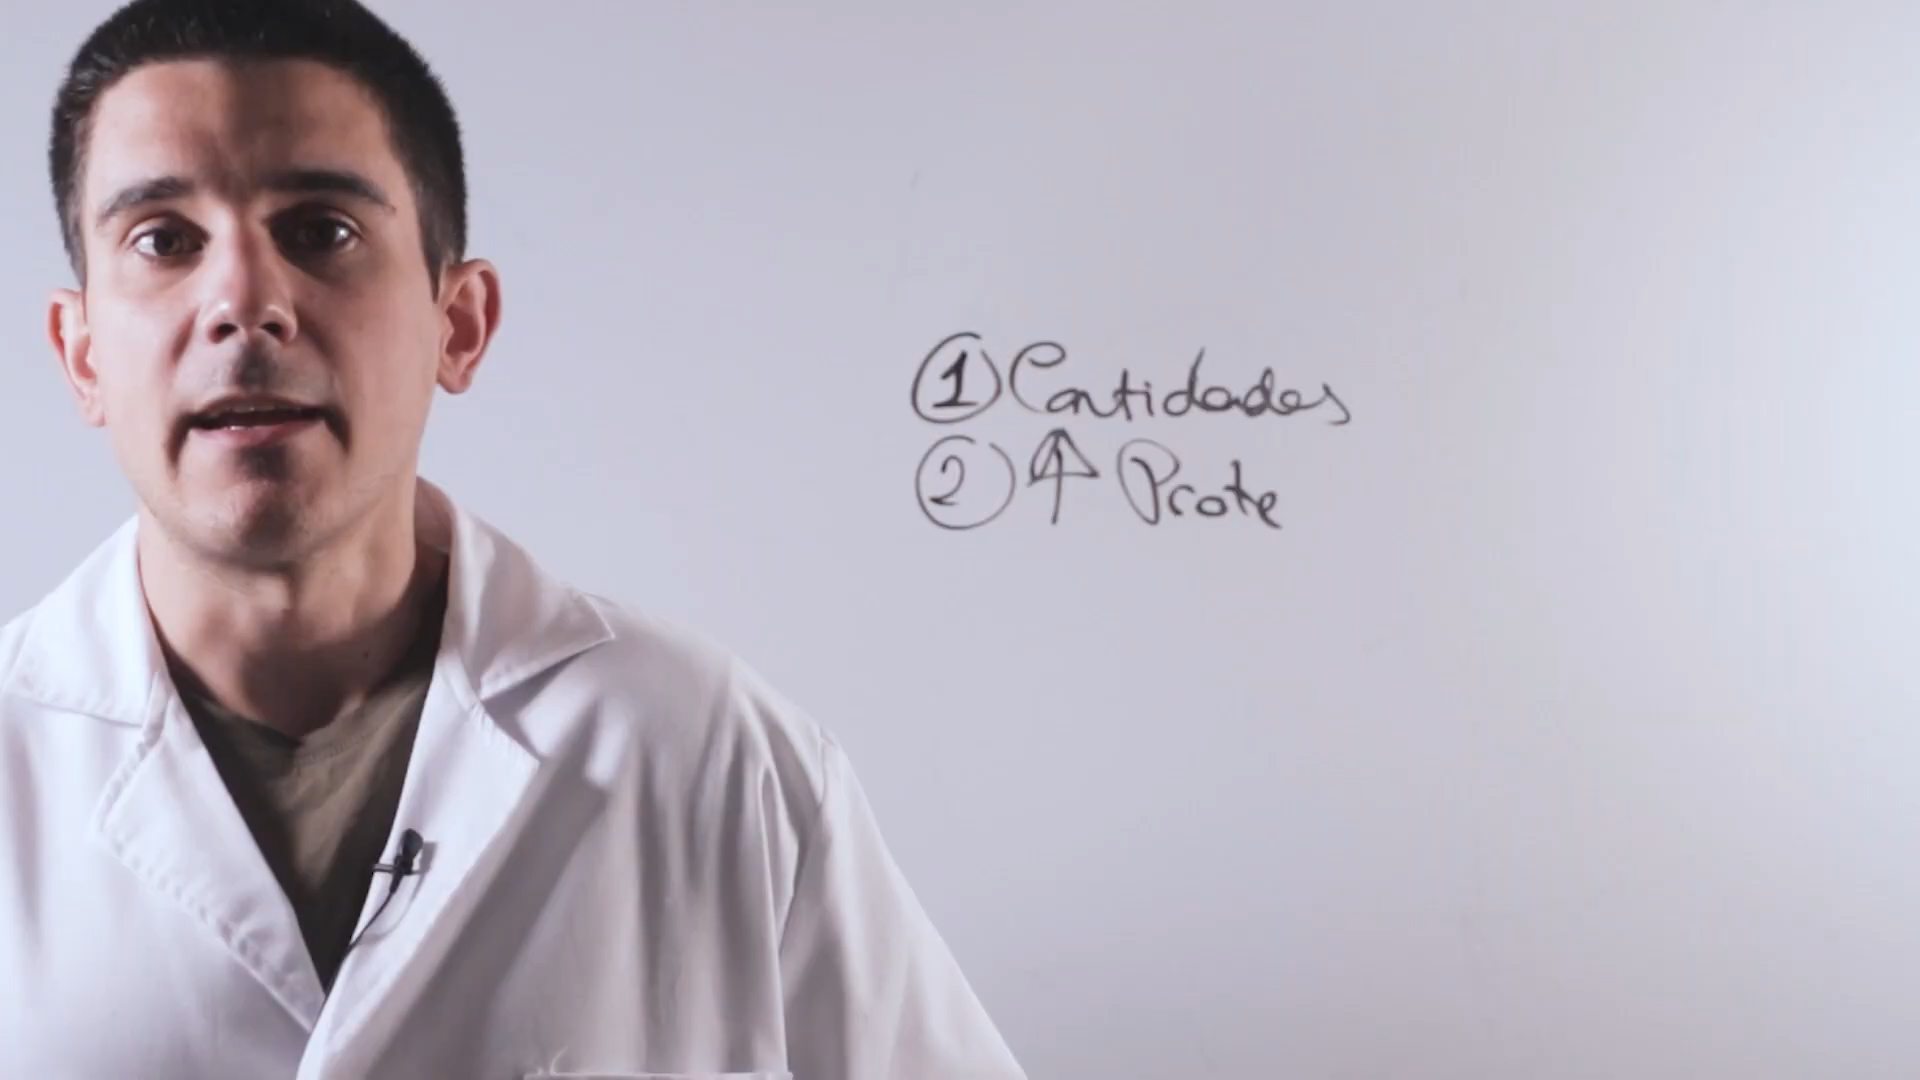 ① Cantidades
② ↑ Prote